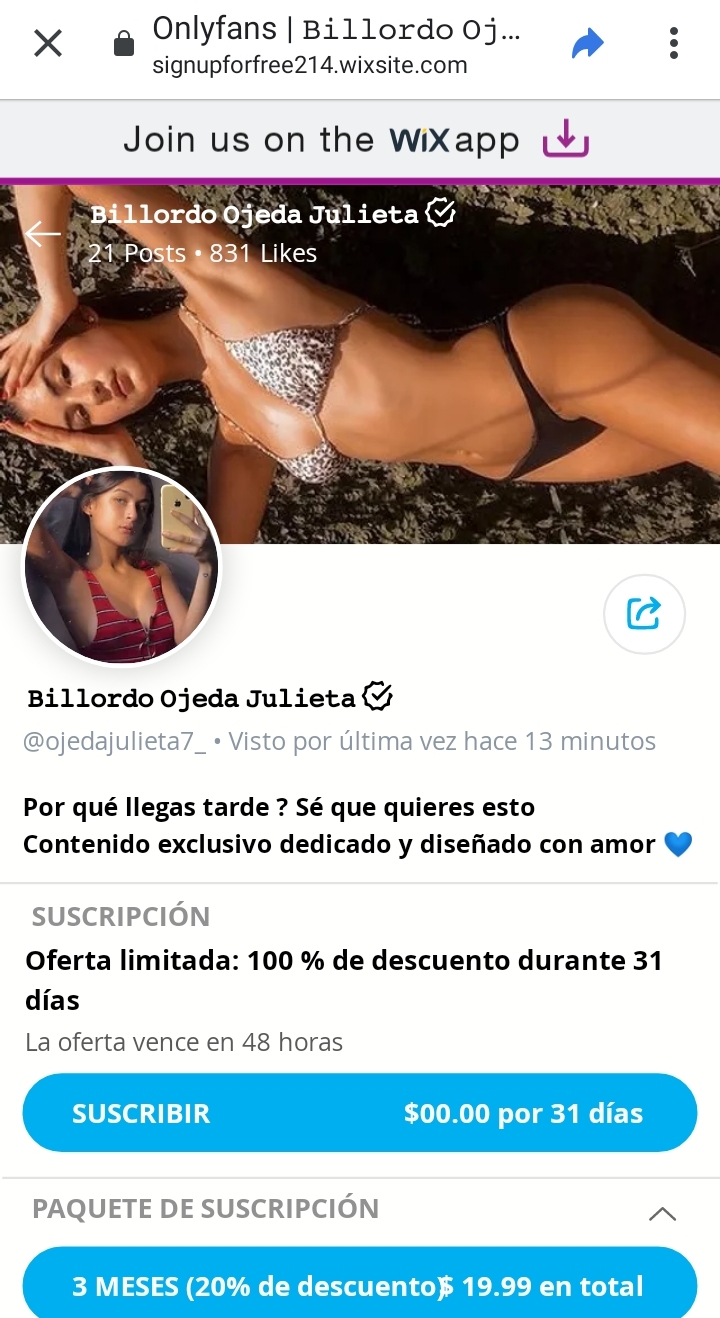 Onlyfans | Billordo Oj...
signupforfree214.wixsite.com
Join us on the WiX app
Billordo Ojeda Julieta
21 Posts • 831 Likes
Billordo Ojeda Julieta
@ojedajulieta7_ • Visto por última vez hace 13 minutos
Por qué llegas tarde ? Sé que quieres esto
Contenido exclusivo dedicado y diseñado con amor 💙
SUSCRIPCIÓN
Oferta limitada: 100 % de descuento durante 31
días
La oferta vence en 48 horas
SUSCRIBIR $00.00 por 31 días
PAQUETE DE SUSCRIPCIÓN
3 MESES (20% de descuento) $ 19.99 en total